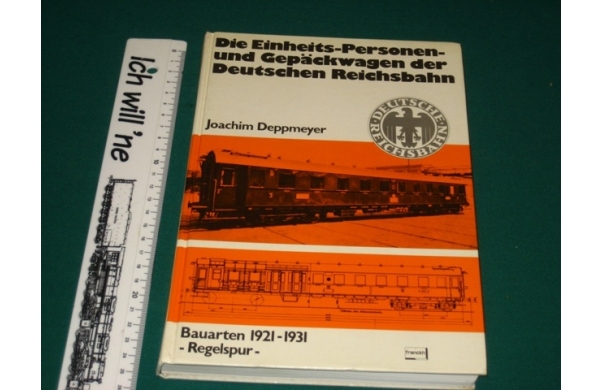 Die Einheits-Personen-
und Gepäckwagen der
Deutschen Reichsbahn
Joachim Deppmeyer
DEUTSCHE
REICHSBAHN
Bauarten 1921-1931
- Regelspur -
franckh
Ich will 'ne